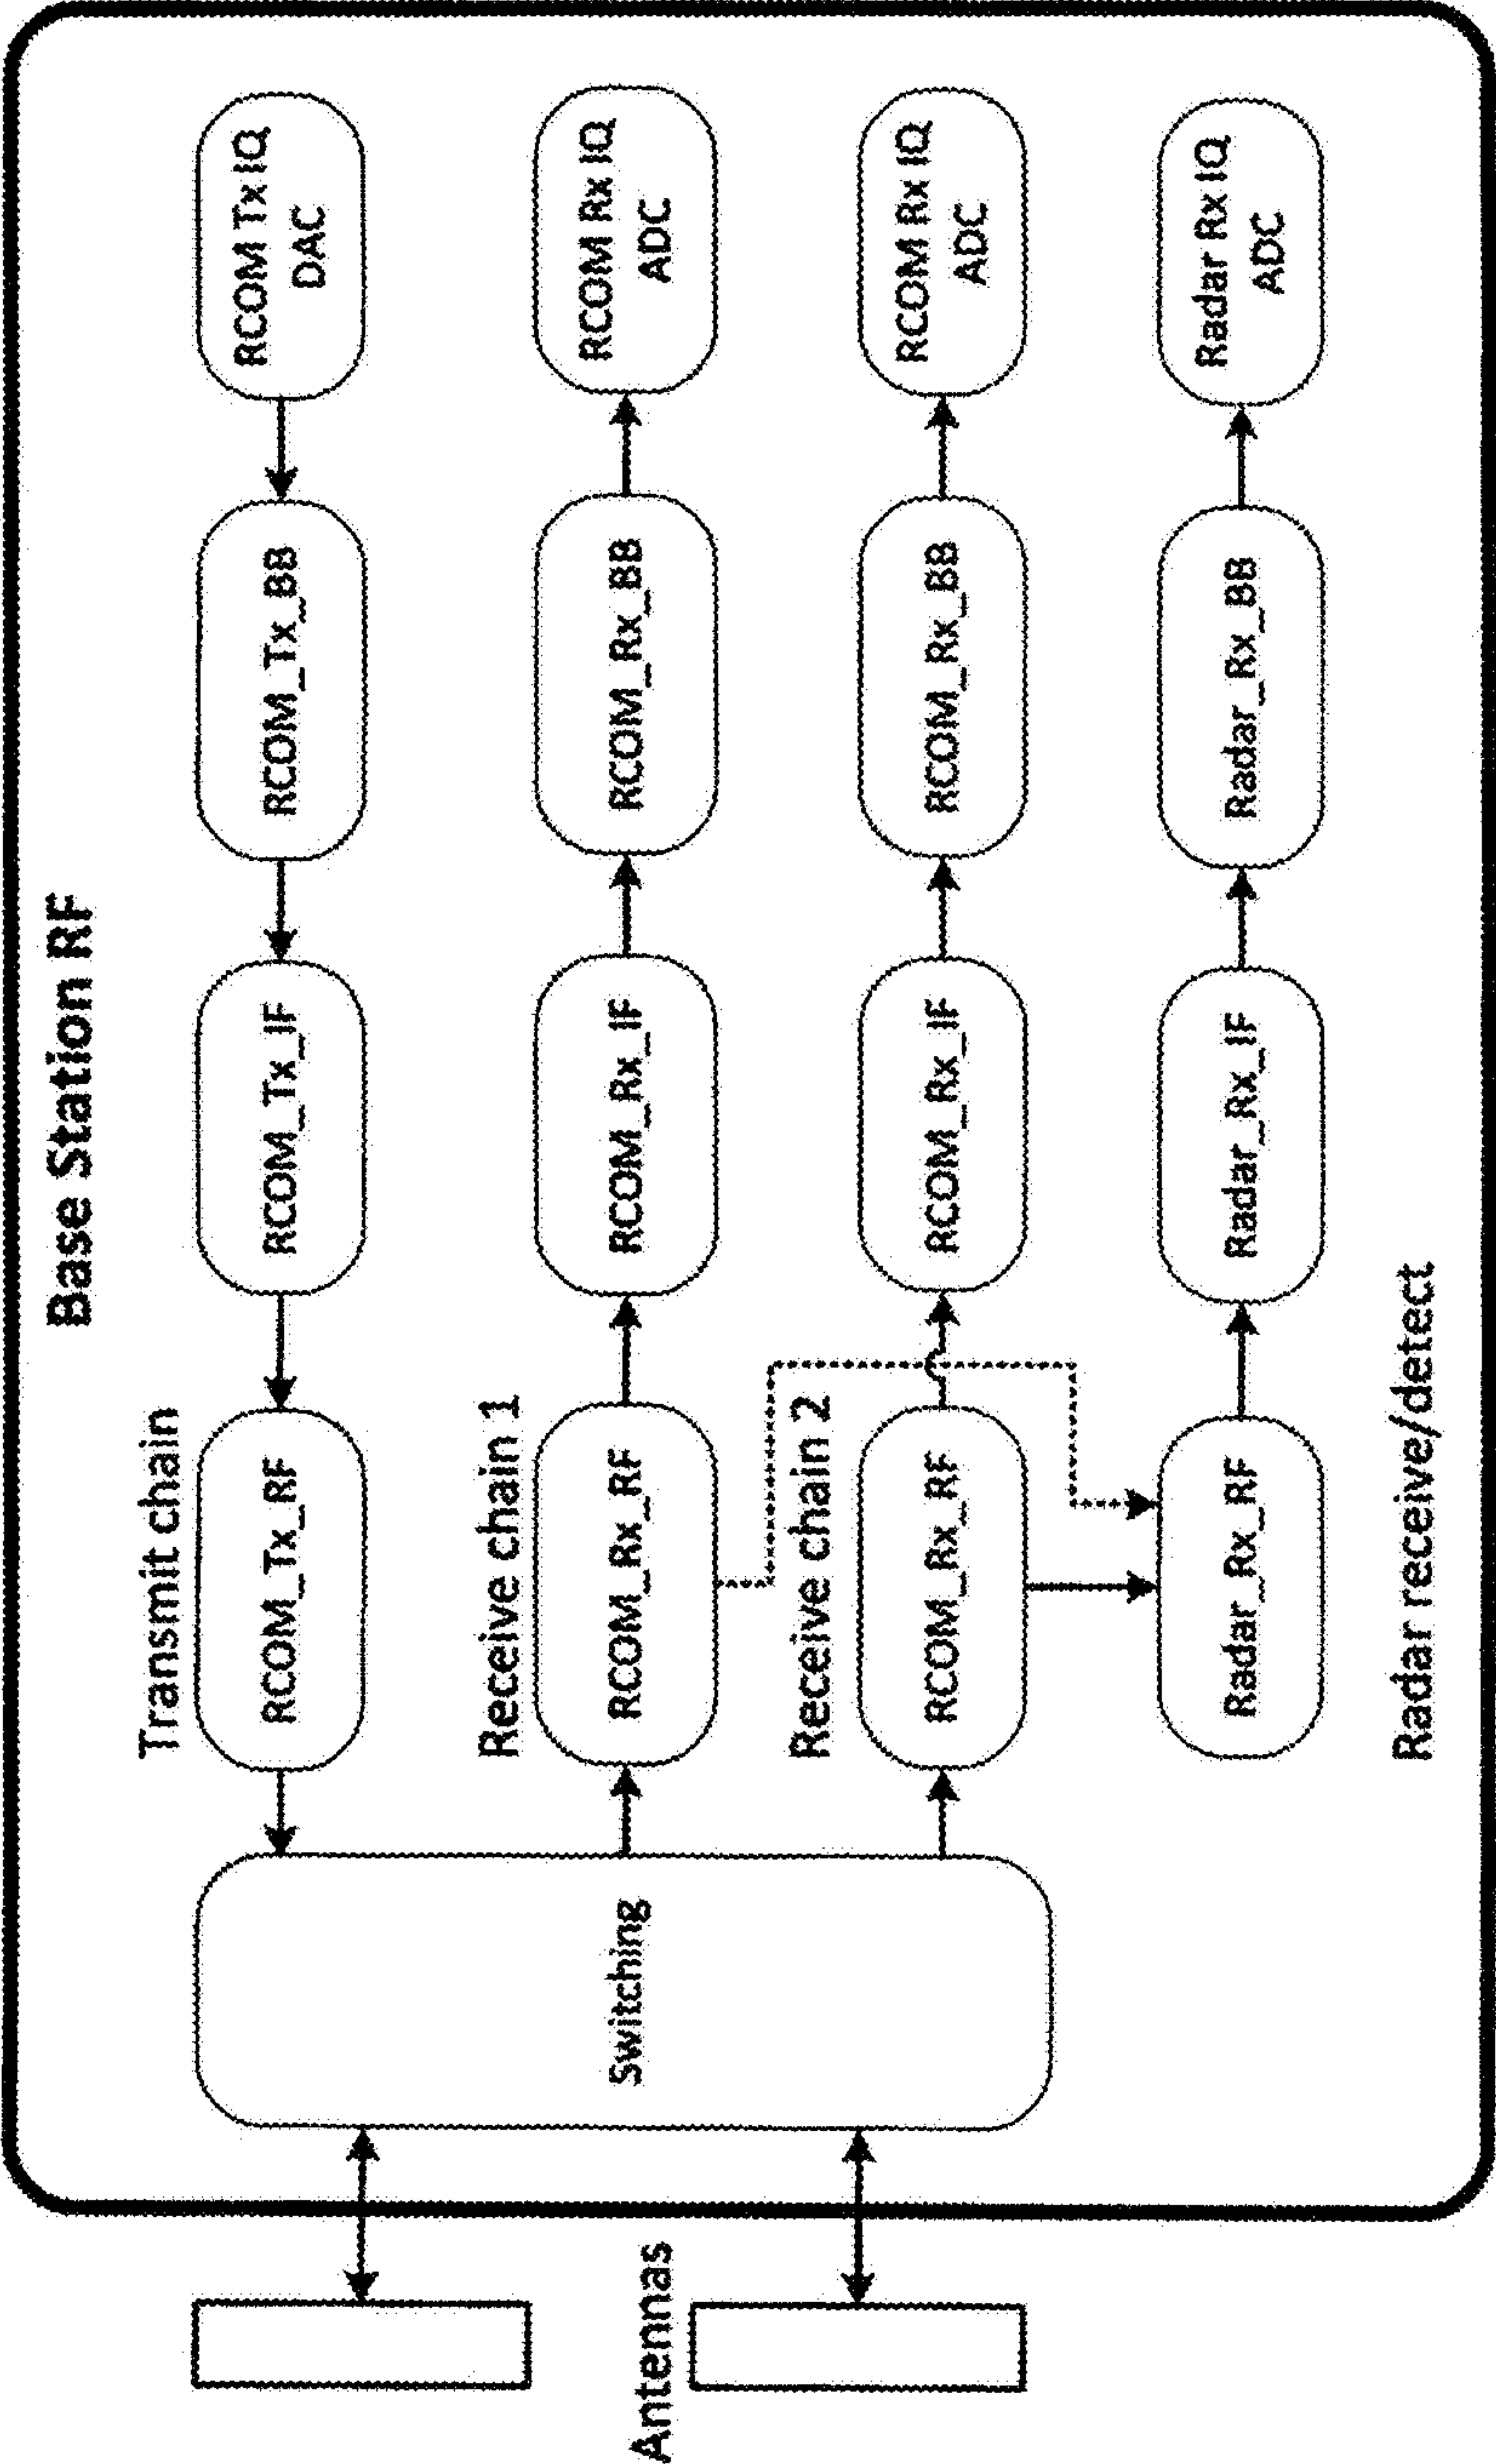 Base Station RF
Transmit chain
RCOM_Tx_RF
RCOM_Tx_IF
RCOM_Tx_BB
RCOM Tx IQ
DAC
Receive chain 1
RCOM_Rx_RF
RCOM_Rx_IF
RCOM_Rx_BB
RCOM Rx IQ
ADC
Switching
Antennas
Receive chain 2
RCOM_Rx_RF
RCOM_Rx_IF
RCOM_Rx_BB
RCOM Rx IQ
ADC
Radar_Rx_RF
Radar_Rx_IF
Radar_Rx_BB
Radar Rx IQ
ADC
Radar receive/detect